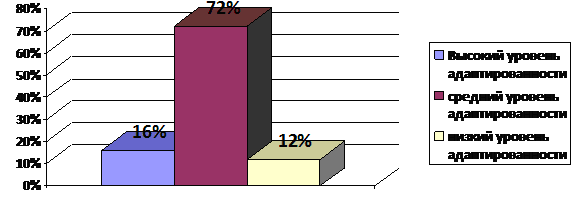 80%
72%
70%
60%
50%
40%
30%
20%
16%
12%
10%
0%
Высокий уровень
адаптированности
средний уровень
адаптированности
низкий уровень
адаптированности